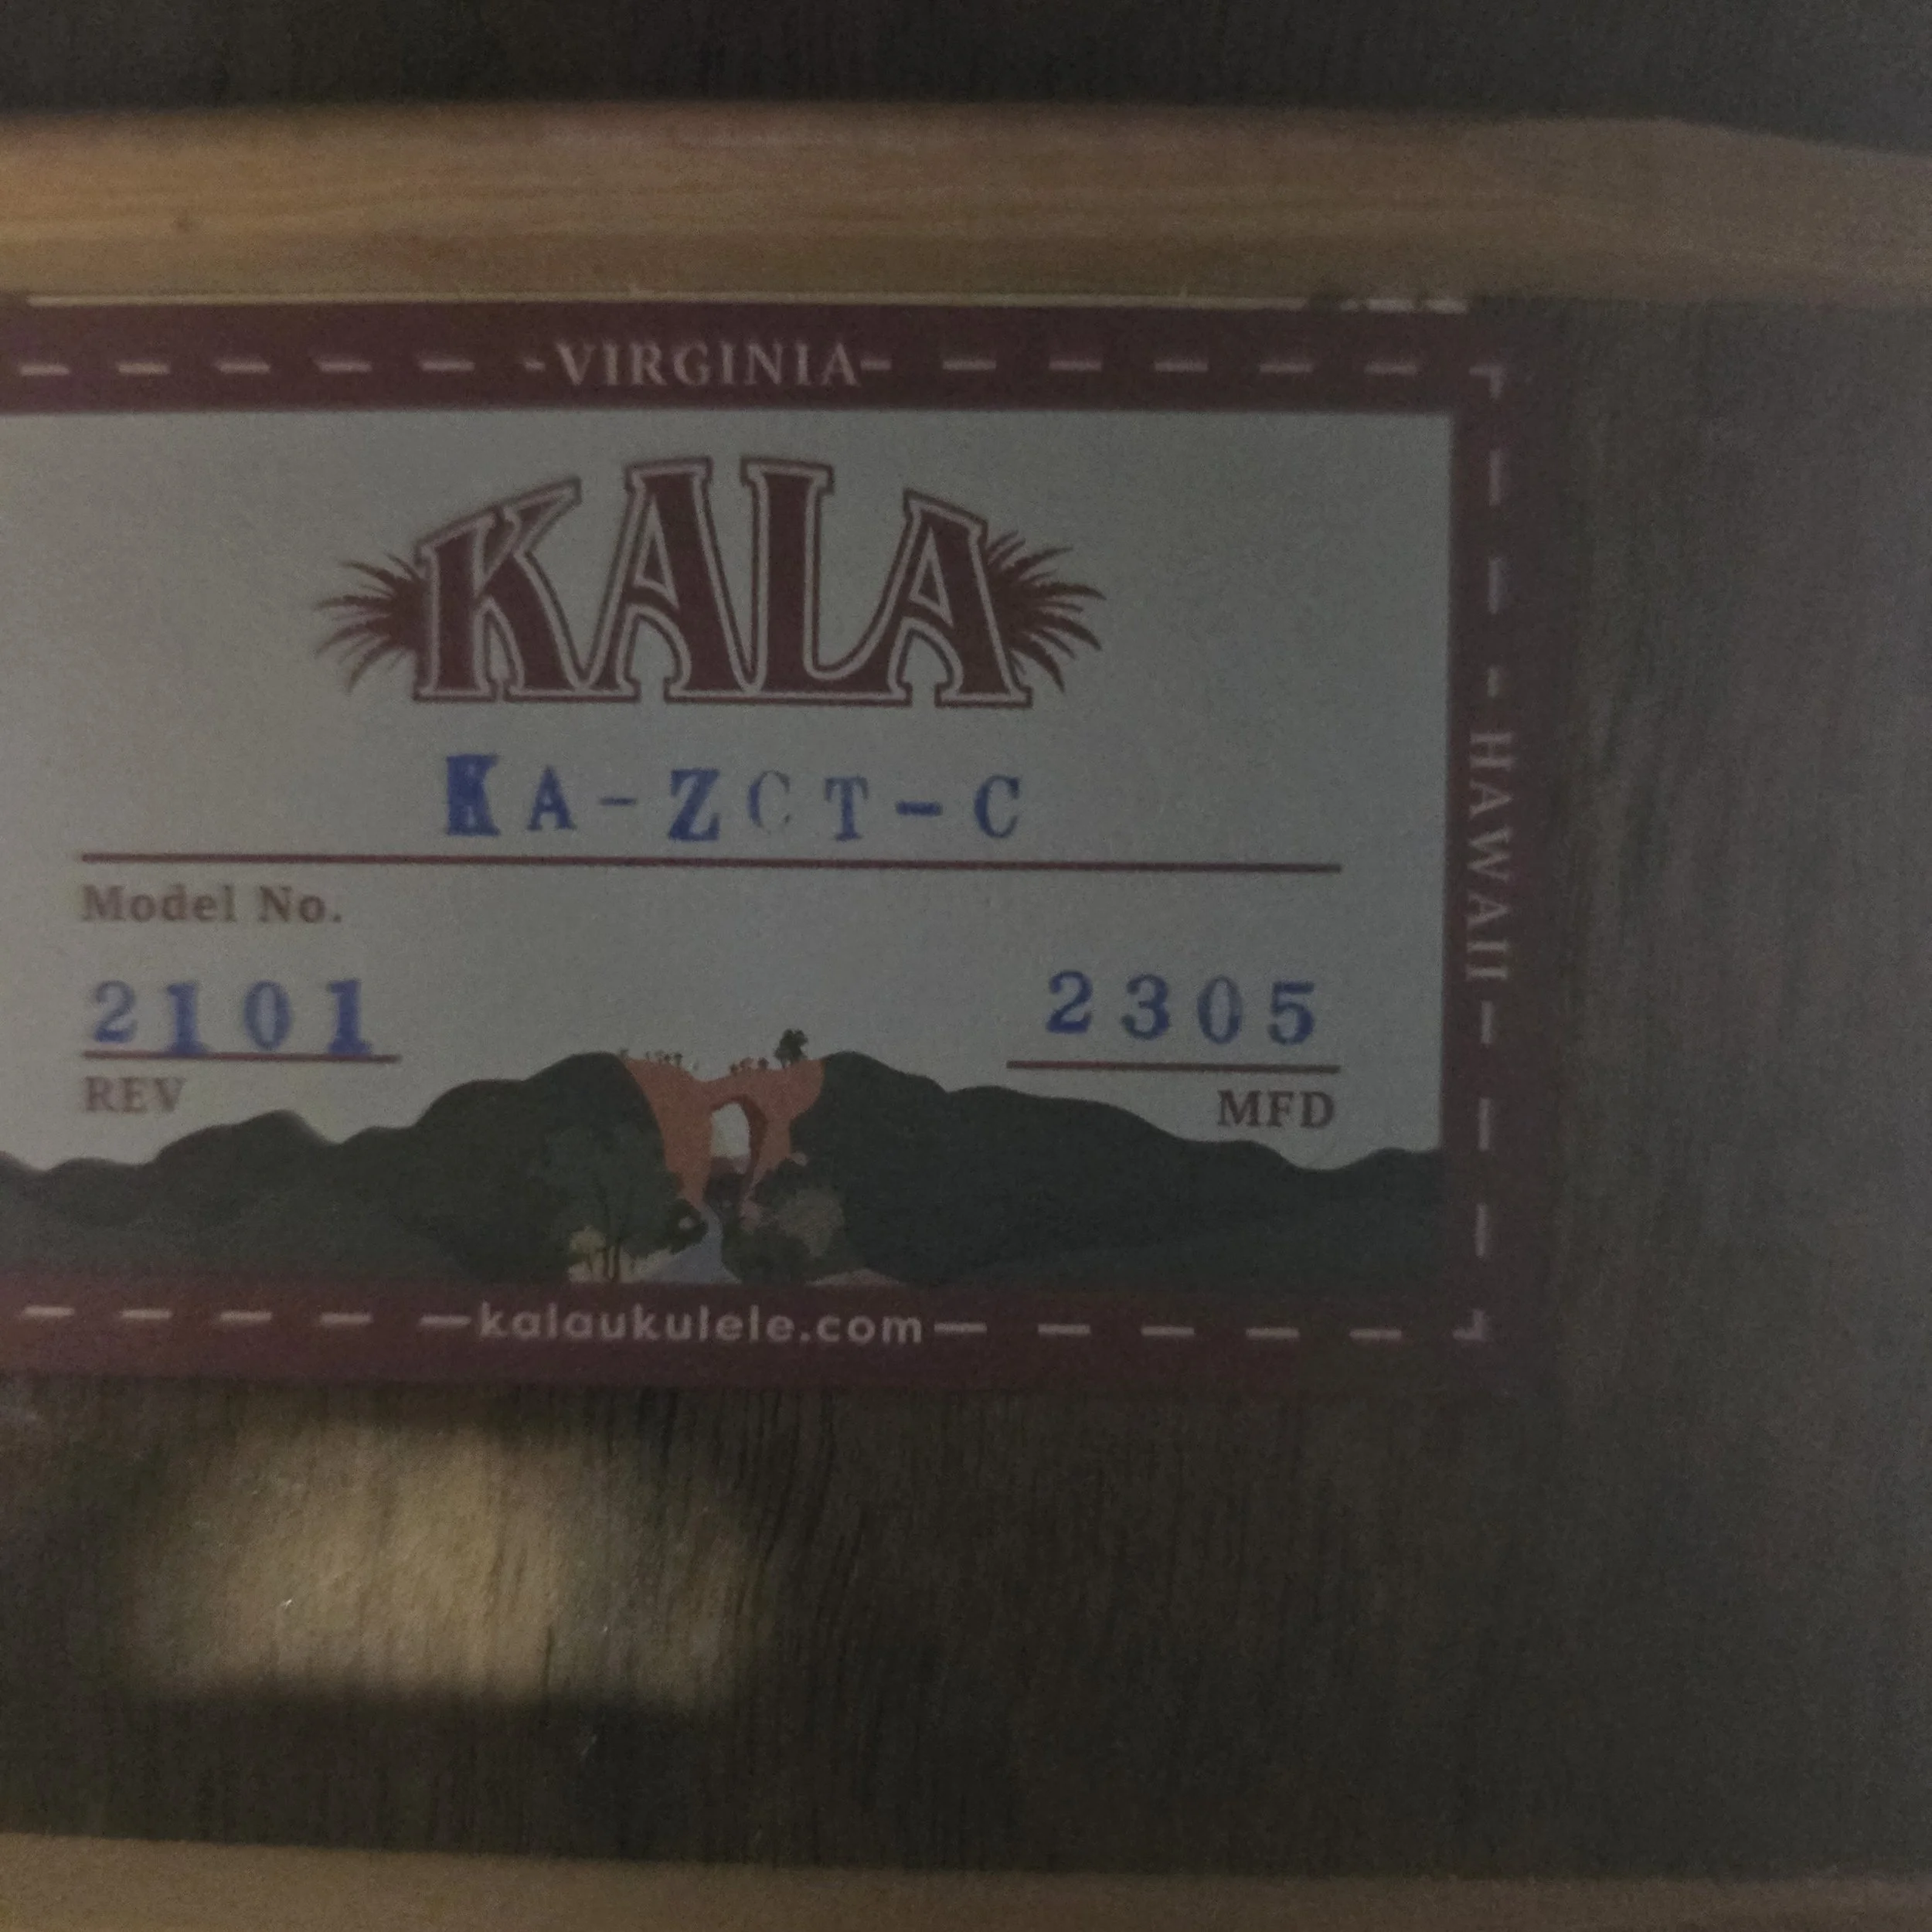 -VIRGINIA-
KALA
KA-ZCT-C
Model No.
2101
2305
REV
MFD
- HAWAII -
kalaukulele.com